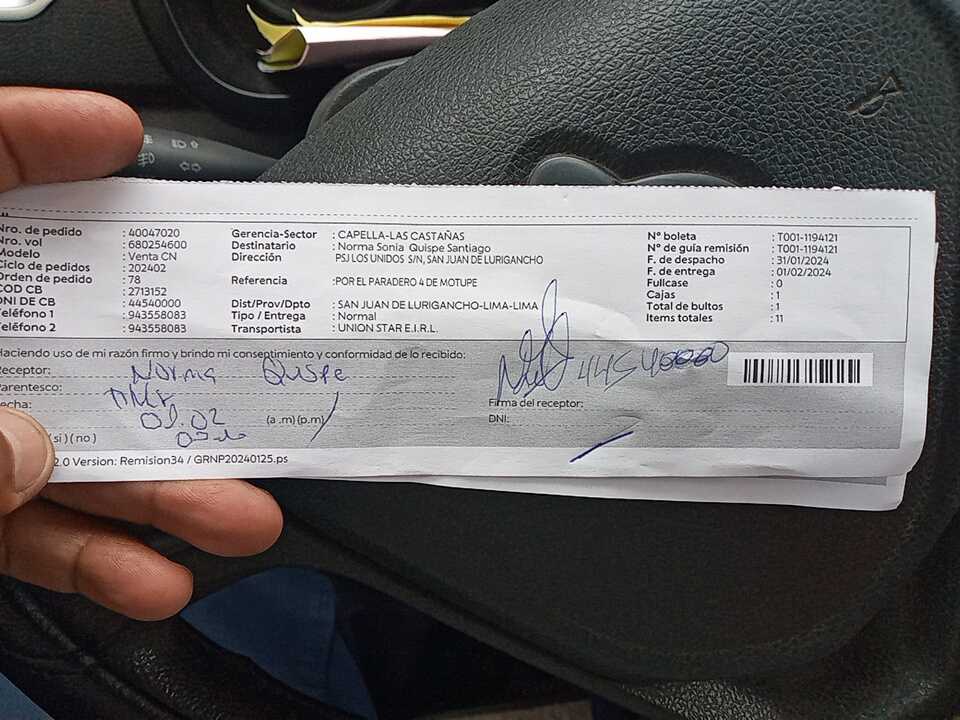 Nro. de pedido : 40047020
Nro. vol : 680254600
Modelo : Venta CN
Ciclo de pedidos : 202402
Orden de pedido : 78
COD CB : 2713152
DNI DE CB : 44540000
Teléfono 1 : 943558083
Teléfono 2 : 943558083
Gerencia-Sector : CAPELLA-LAS CASTAÑAS
Destinatario : Norma Sonia Quispe Santiago
Dirección PSJ LOS UNIDOS S/N, SAN JUAN DE LURIGANCHO
Referencia :POR EL PARADERO 4 DE MOTUPE
Dist/Prov/Dpto : SAN JUAN DE LURIGANCHO-LIMA-LIMA
Tipo / Entrega : Normal
Transportista : UNION STAR E.I.R.L.
N° boleta : T001-1194121
N° de guía remisión : T001-1194121
F. de despacho : 31/01/2024
F. de entrega : 01/02/2024
Fullcase : 0
Cajas : 1
Total de bultos : 1
Items totales : 11
Haciendo uso de mi razón firmo y brindo mi consentimiento y conformidad de lo recibido:
Receptor: Norma Quispe
Parentesco:
Fecha: 01.02 (a .m) (p.m)
(si) (no)
Firma del receptor:
DNI:
2.0 Version: Remision34 / GRNP20240125.ps